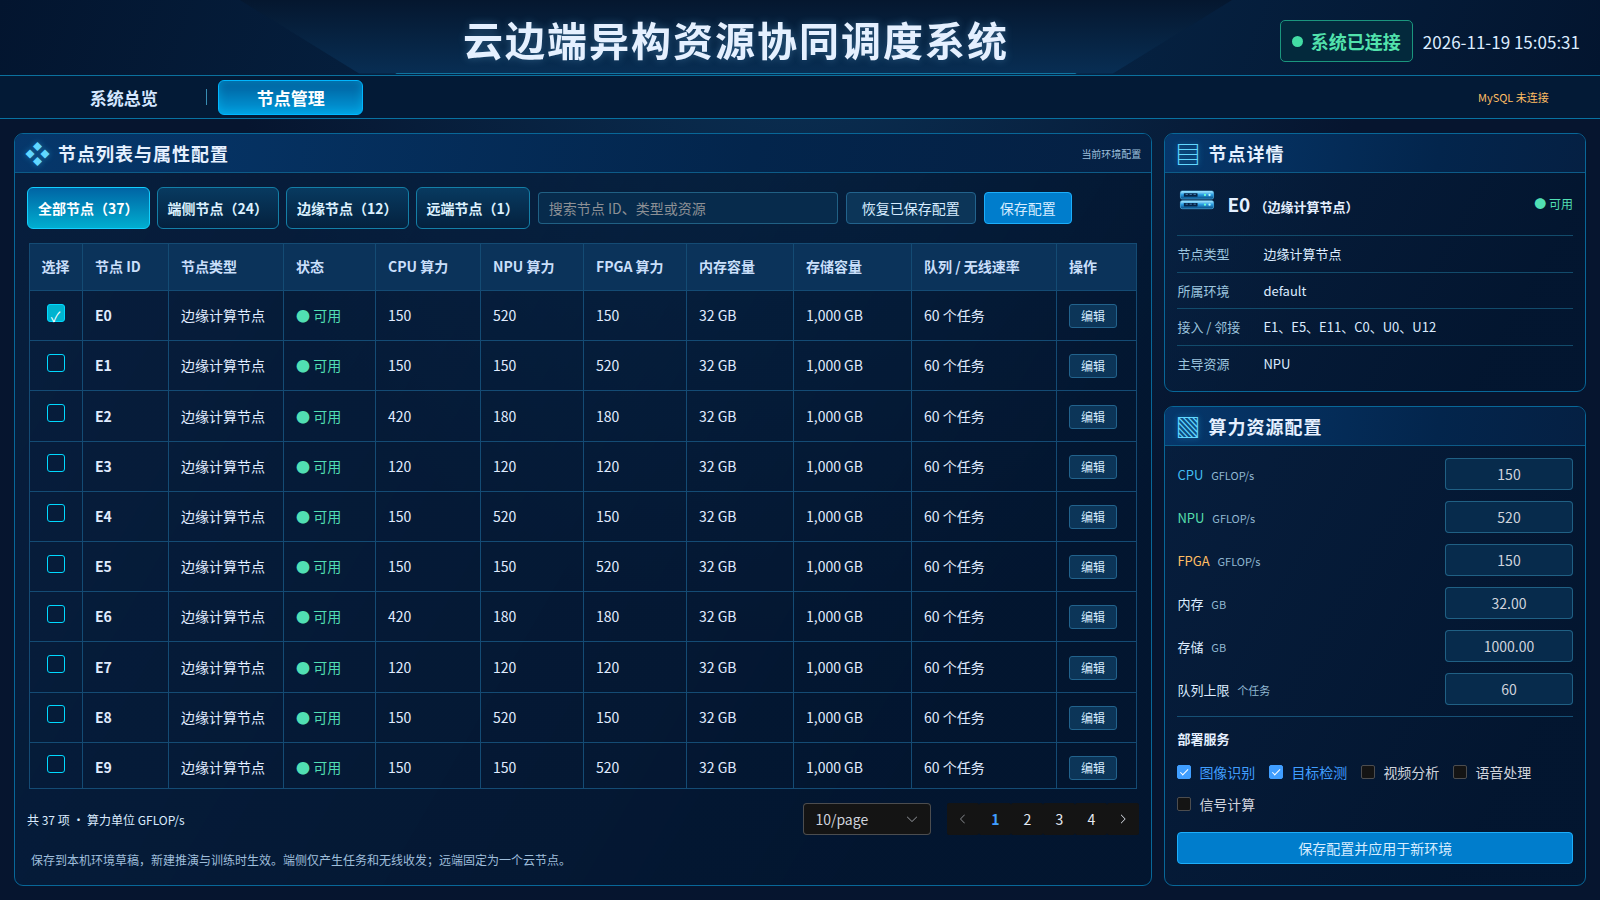 云边端异构资源协同调度系统
系统已连接 2026-11-19 15:05:31
系统总览 节点管理 MySQL 未连接
节点列表与属性配置 当前环境配置
全部节点（37） 端侧节点（24） 边缘节点（12） 远端节点（1） 搜索节点 ID、类型或资源 恢复已保存配置 保存配置
选择 节点 ID 节点类型 状态 CPU 算力 NPU 算力 FPGA 算力 内存容量 存储容量 队列 / 无线速率 操作
E0 边缘计算节点 可用 150 520 150 32 GB 1,000 GB 60 个任务 编辑
E1 边缘计算节点 可用 150 150 520 32 GB 1,000 GB 60 个任务 编辑
E2 边缘计算节点 可用 420 180 180 32 GB 1,000 GB 60 个任务 编辑
E3 边缘计算节点 可用 120 120 120 32 GB 1,000 GB 60 个任务 编辑
E4 边缘计算节点 可用 150 520 150 32 GB 1,000 GB 60 个任务 编辑
E5 边缘计算节点 可用 150 150 520 32 GB 1,000 GB 60 个任务 编辑
E6 边缘计算节点 可用 420 180 180 32 GB 1,000 GB 60 个任务 编辑
E7 边缘计算节点 可用 120 120 120 32 GB 1,000 GB 60 个任务 编辑
E8 边缘计算节点 可用 150 520 150 32 GB 1,000 GB 60 个任务 编辑
E9 边缘计算节点 可用 150 150 520 32 GB 1,000 GB 60 个任务 编辑
共 37 项 · 算力单位 GFLOP/s 10/page 1 2 3 4
保存到本机环境草稿，新建推演与训练时生效。端侧仅产生任务和无线收发；远端固定为一个云节点。
节点详情
E0（边缘计算节点） 可用
节点类型 边缘计算节点
所属环境 default
接入 / 邻接 E1、E5、E11、C0、U0、U12
主导资源 NPU
算力资源配置
CPU GFLOP/s 150
NPU GFLOP/s 520
FPGA GFLOP/s 150
内存 GB 32.00
存储 GB 1000.00
队列上限 个任务 60
部署服务
图像识别 目标检测 视频分析 语音处理
信号计算
保存配置并应用于新环境